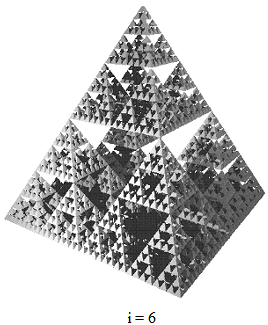 i = 6